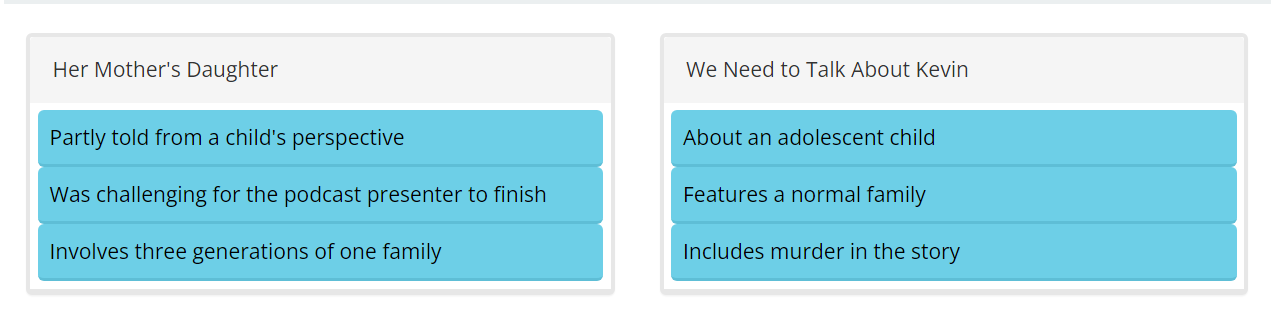 Her Mother's Daughter
Partly told from a child's perspective
Was challenging for the podcast presenter to finish
Involves three generations of one family
We Need to Talk About Kevin
About an adolescent child
Features a normal family
Includes murder in the story